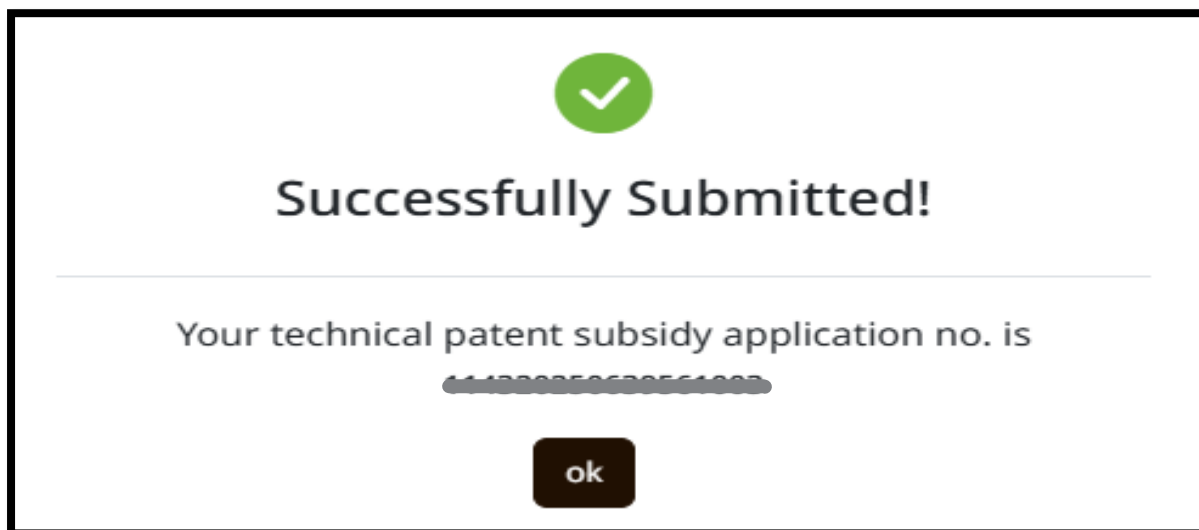 Successfully Submitted!
Your technical patent subsidy application no. is
ok